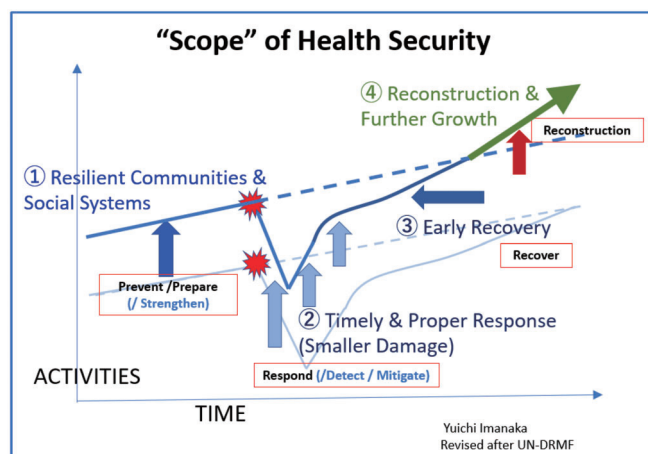 “Scope” of Health Security
④ Reconstruction &
Further Growth
Reconstruction
① Resilient Communities &
Social Systems
③ Early Recovery
Recover
Prevent /Prepare
(/ Strengthen)
② Timely & Proper Response
(Smaller Damage)
Respond (/Detect / Mitigate)
ACTIVITIES
TIME
Yuichi Imanaka
Revised after UN-DRMF